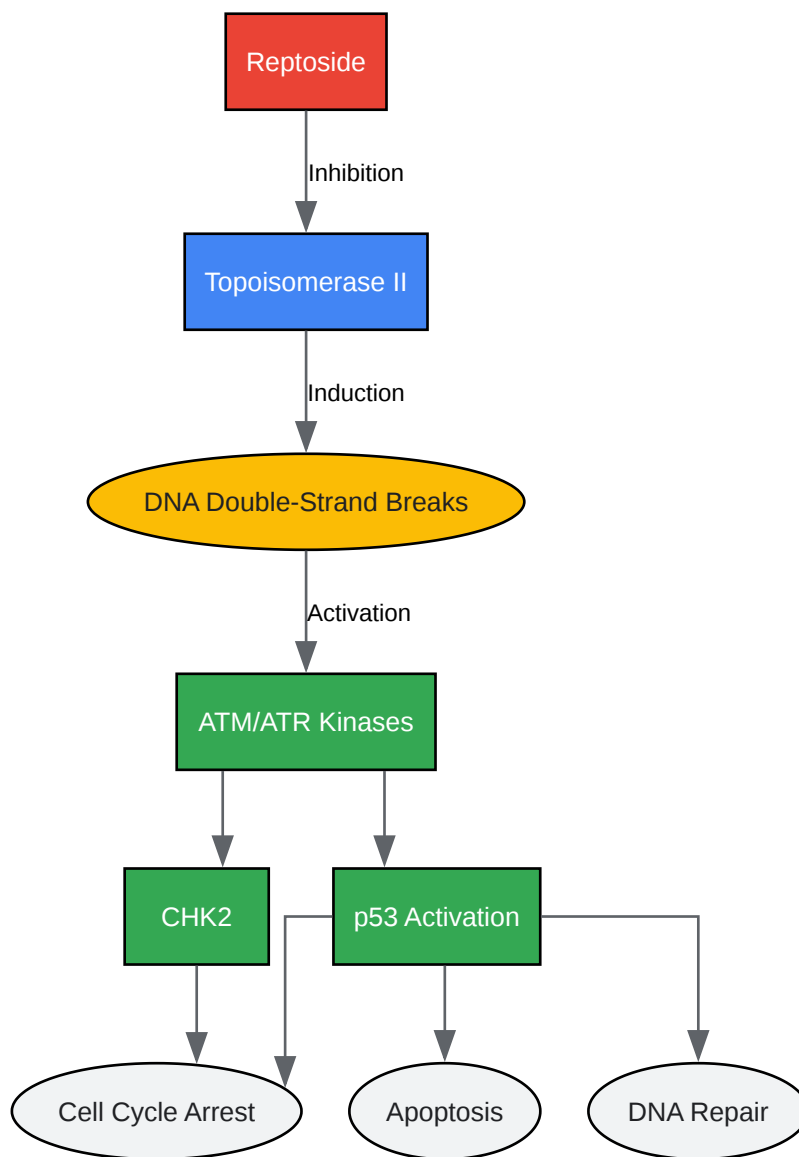 Reptoside
Inhibition
Topoisomerase II
Induction
DNA Double-Strand Breaks
Activation
ATM/ATR Kinases
CHK2
p53 Activation
Cell Cycle Arrest
Apoptosis
DNA Repair